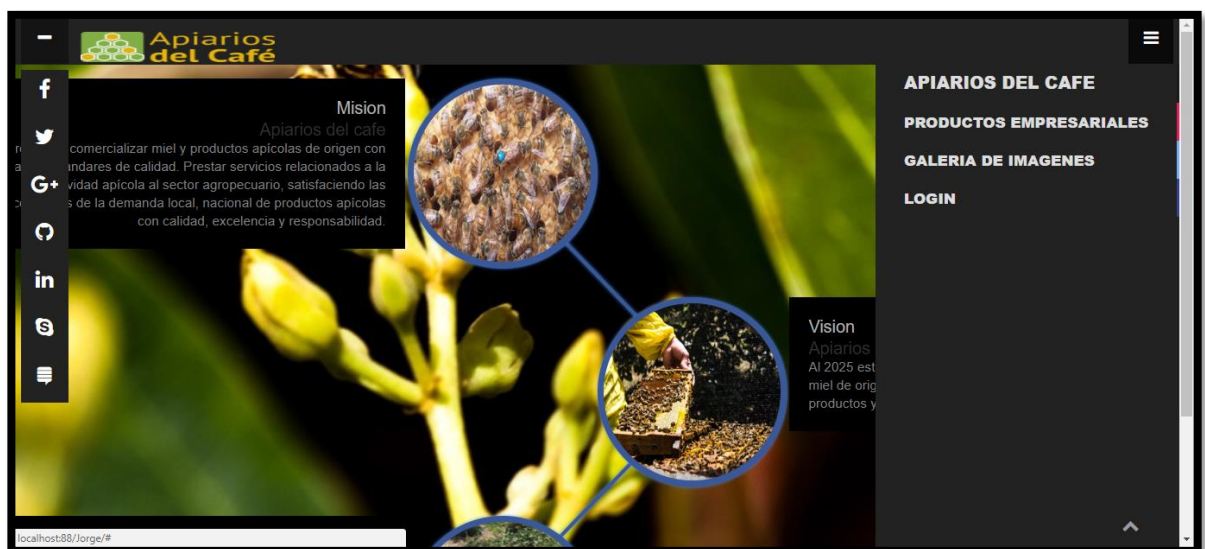 Apiarios
del Café
f
G+
in
S
Mision
Apiarios del cafe
comercializar miel y productos apícolas de origen con
de calidad. Prestar servicios relacionados a la
apícola al sector agropecuario, satisfaciendo las
de la demanda local, nacional de productos apícolas
con calidad, excelencia y responsabilidad.
Vision
Apiarios
Al 2025 est
miel de orig
productos y
APIARIOS DEL CAFE
PRODUCTOS EMPRESARIALES
GALERIA DE IMAGENES
LOGIN
localhost:88/Jorge/#